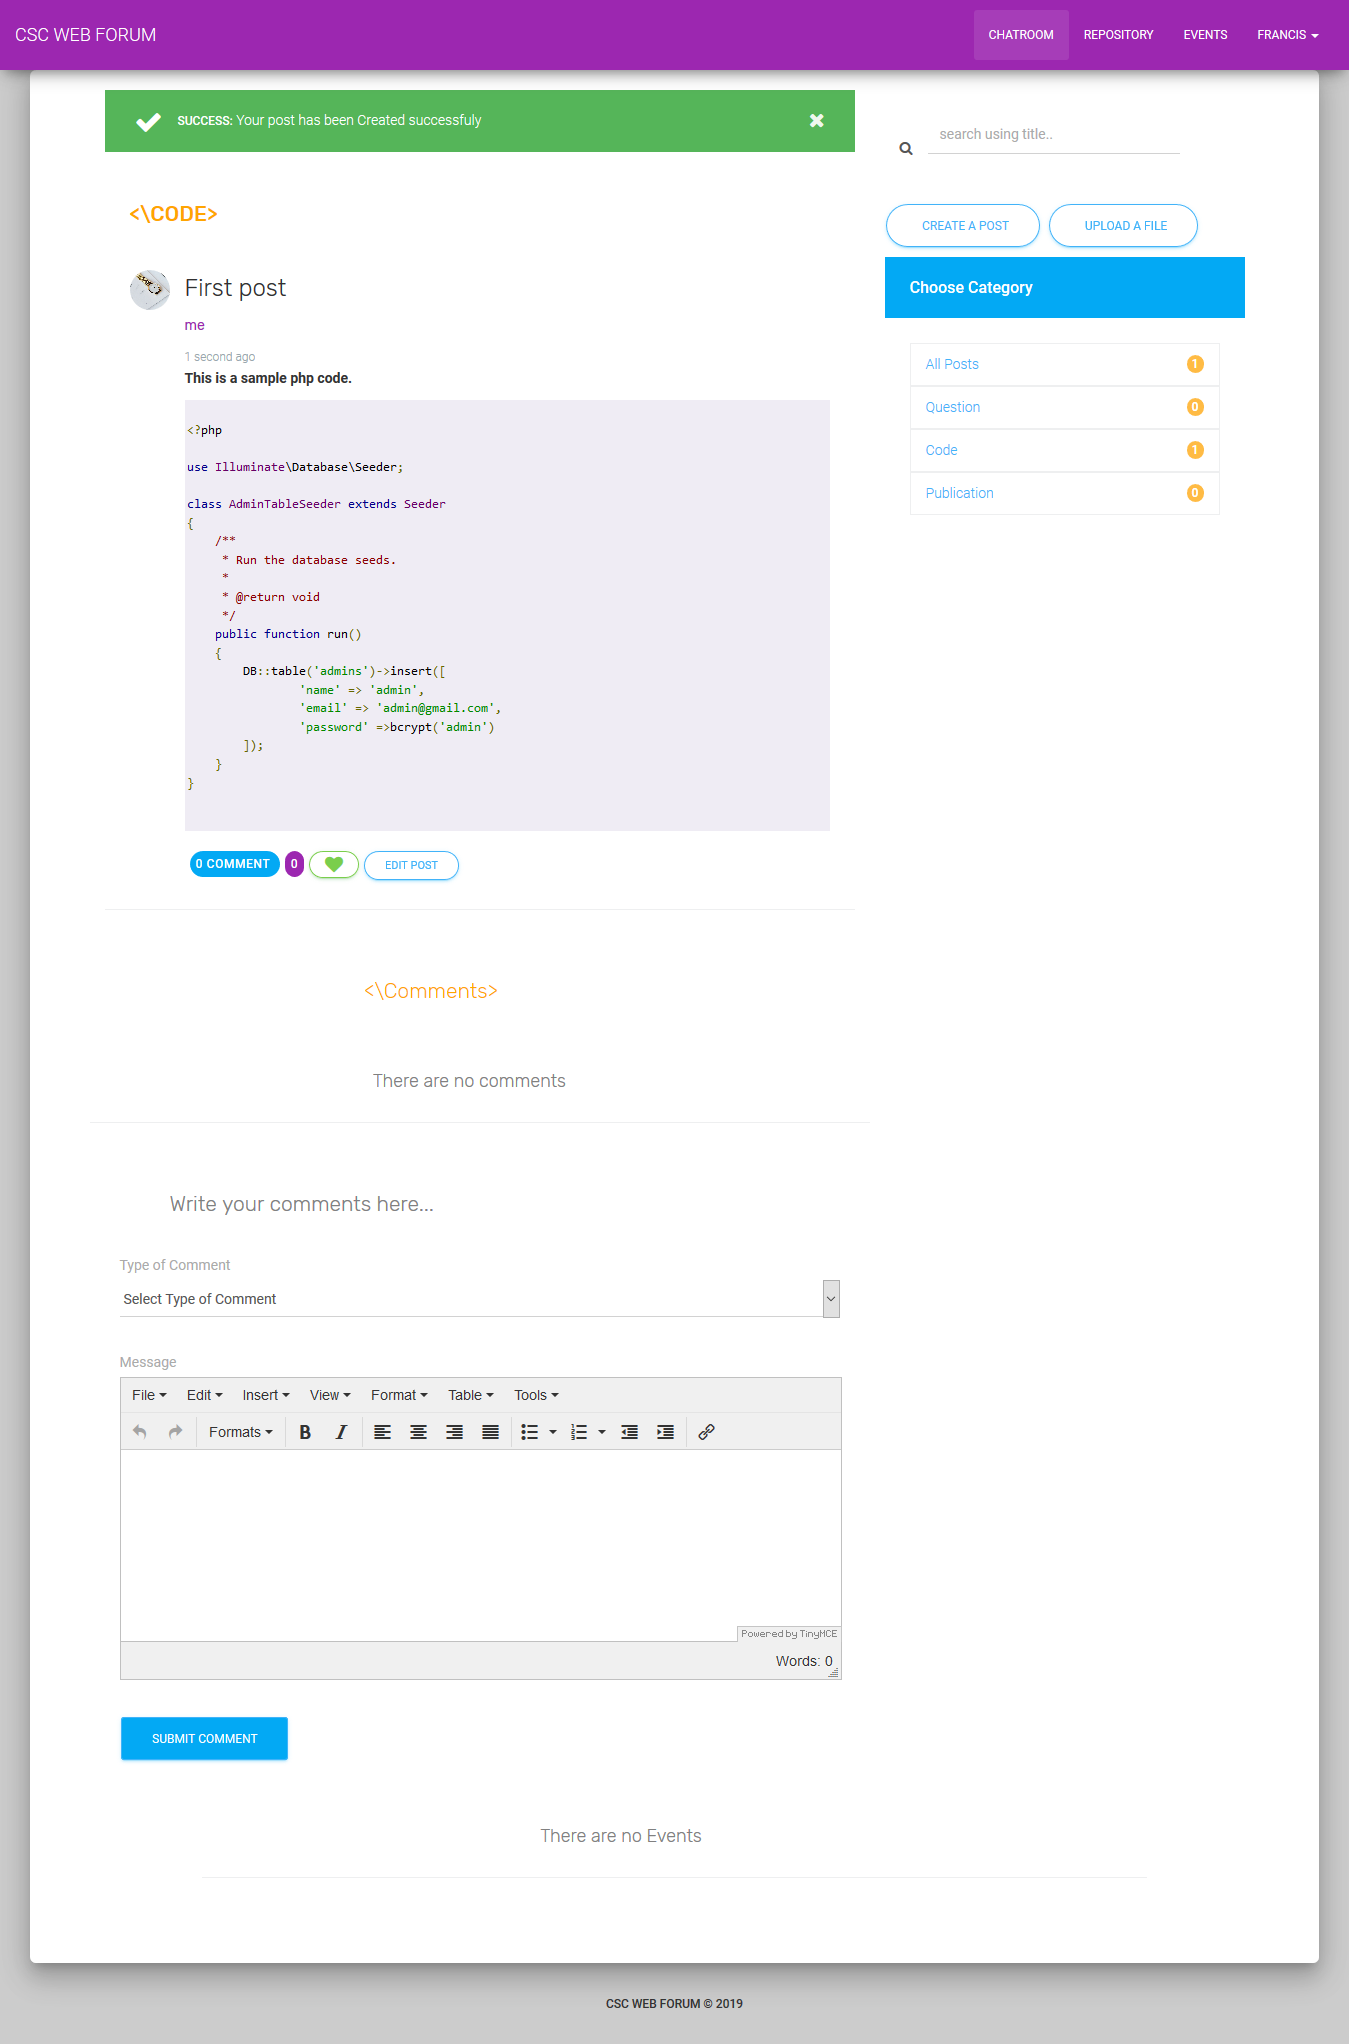 CSC WEB FORUM
CHATROOM
REPOSITORY
EVENTS
FRANCIS
SUCCESS: Your post has been Created successfuly
search using title..
<\CODE>
CREATE A POST
UPLOAD A FILE
Choose Category
All Posts 1
Question 0
Code 1
Publication 0
First post
me
1 second ago
This is a sample php code.
<?php
use Illuminate\Database\Seeder;
class AdminTableSeeder extends Seeder
{
    /**
     * Run the database seeds.
     *
     * @return void
     */
    public function run()
    {
        DB::table('admins')->insert([
                'name' => 'admin',
                'email' => 'admin@gmail.com',
                'password' =>bcrypt('admin')
        ]);
    }
}
0 COMMENT
0
EDIT POST
<\Comments>
There are no comments
Write your comments here...
Type of Comment
Select Type of Comment
Message
File Edit Insert View Format Table Tools
Formats B I
Powered by TinyMCE
Words: 0
SUBMIT COMMENT
There are no Events
CSC WEB FORUM © 2019